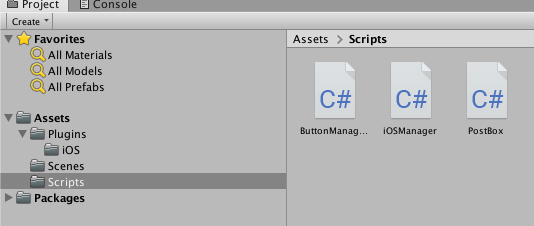 Project
Console
Create
Favorites
All Materials
All Models
All Prefabs
Assets
Plugins
iOS
Scenes
Scripts
Packages
Assets > Scripts
C#
ButtonManag...
C#
iOSManager
C#
PostBox